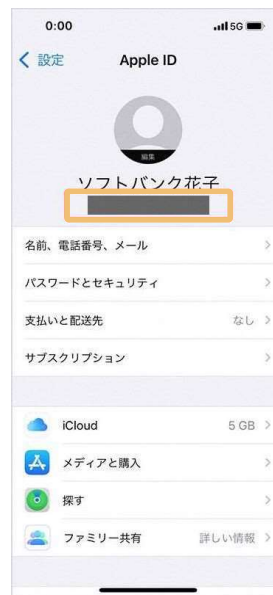 0:00
5G
設定
Apple ID
編集
ソフトバンク花子
名前、電話番号、メール
パスワードとセキュリティ
支払いと配送先 なし
サブスクリプション
iCloud 5 GB
メディアと購入
探す
ファミリー共有 詳しい情報